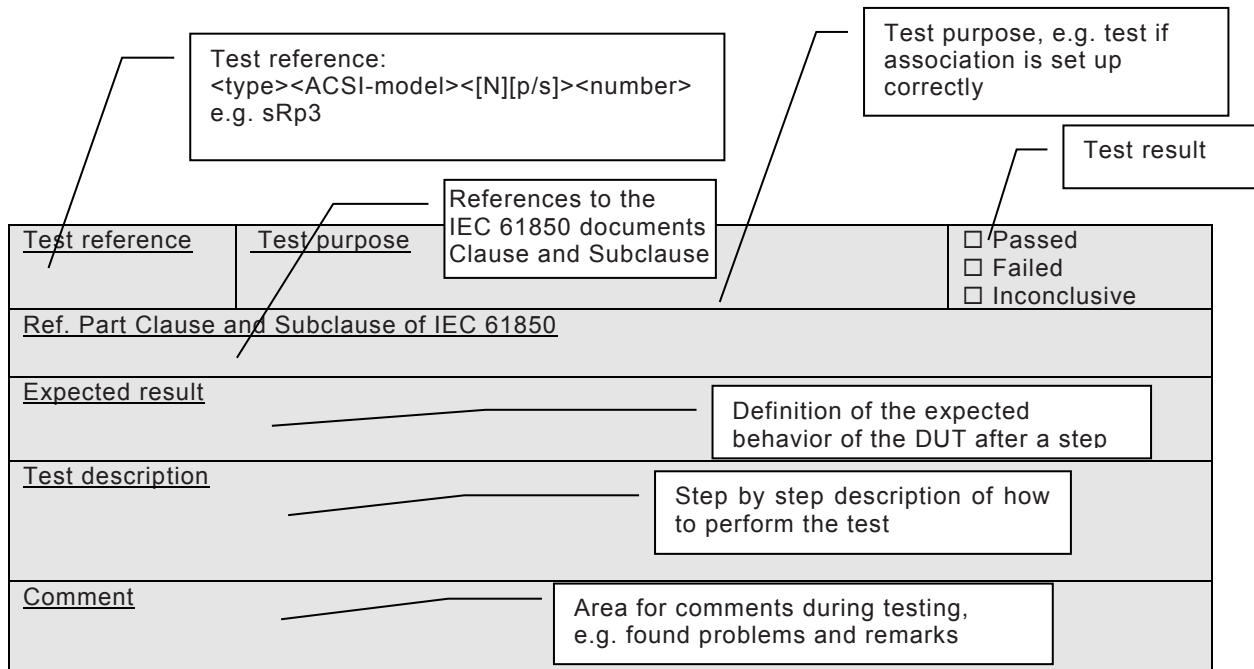 Test reference:
<type><ACSI-model><[N][p/s]><number>
e.g. sRp3
Test purpose, e.g. test if
association is set up
correctly
Test result
References to the
IEC 61850 documents
Clause and Subclause
Test reference
Test purpose
☐ Passed
☐ Failed
☐ Inconclusive
Ref. Part Clause and Subclause of IEC 61850
Expected result
Definition of the expected
behavior of the DUT after a step
Test description
Step by step description of how
to perform the test
Comment
Area for comments during testing,
e.g. found problems and remarks